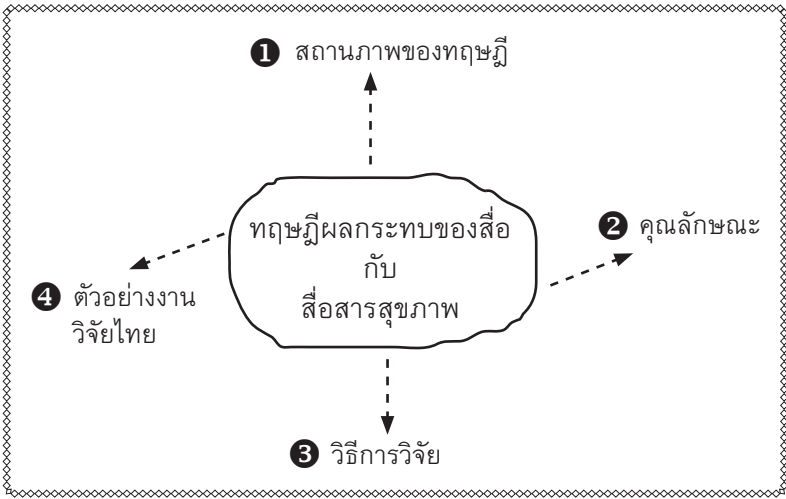 ❶ สถานภาพของทฤษฎี
ทฤษฎีผลกระทบของสื่อ
กับ
สื่อสารสุขภาพ
❷ คุณลักษณะ
❸ วิธีการวิจัย
❹ ตัวอย่างงาน
วิจัยไทย